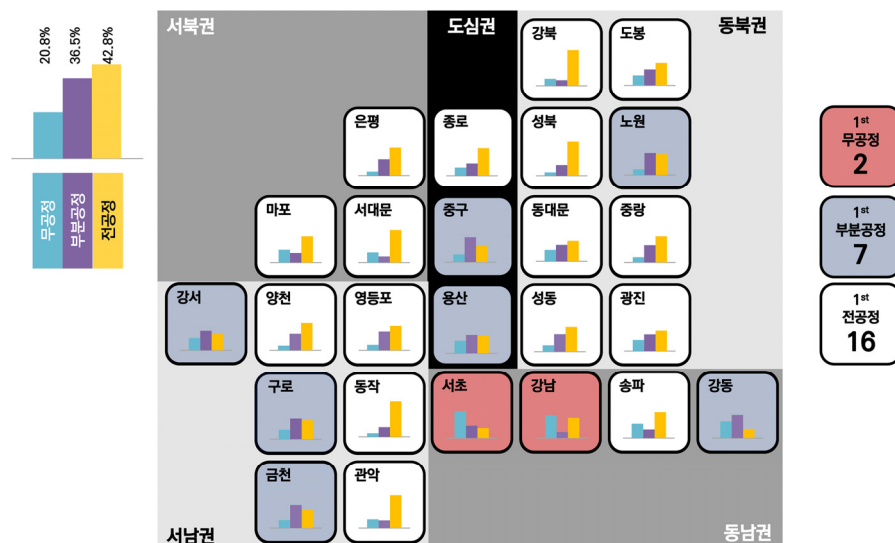 서북권
도심권
동북권
20.8%
36.5%
42.8%
무공정
부분공정
전공정
강북
도봉
은평
종로
성북
노원
마포
서대문
중구
동대문
중랑
강서
양천
영등포
용산
성동
광진
구로
동작
서초
강남
송파
강동
금천
관악
서남권
동남권
1st
무공정
2
1st
부분공정
7
1st
전공정
16